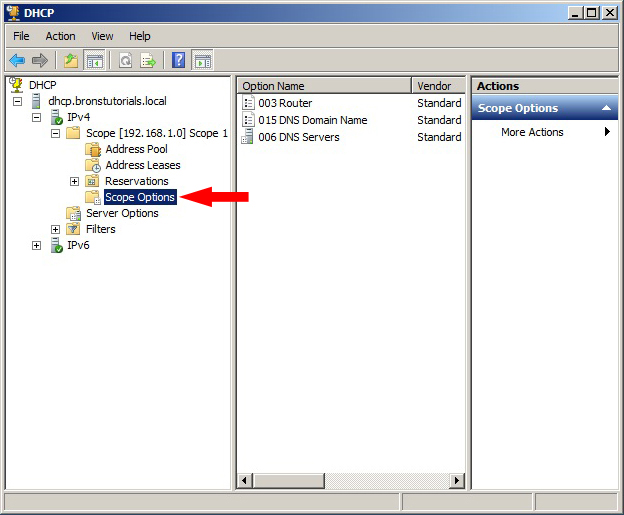 DHCP
File Action View Help
DHCP
dhcp.bronstutorials.local
IPv4
Scope [192.168.1.0] Scope 1
Address Pool
Address Leases
Reservations
Scope Options
Server Options
Filters
IPv6
Option Name Vendor
003 Router Standard
015 DNS Domain Name Standard
006 DNS Servers Standard
Actions
Scope Options
More Actions